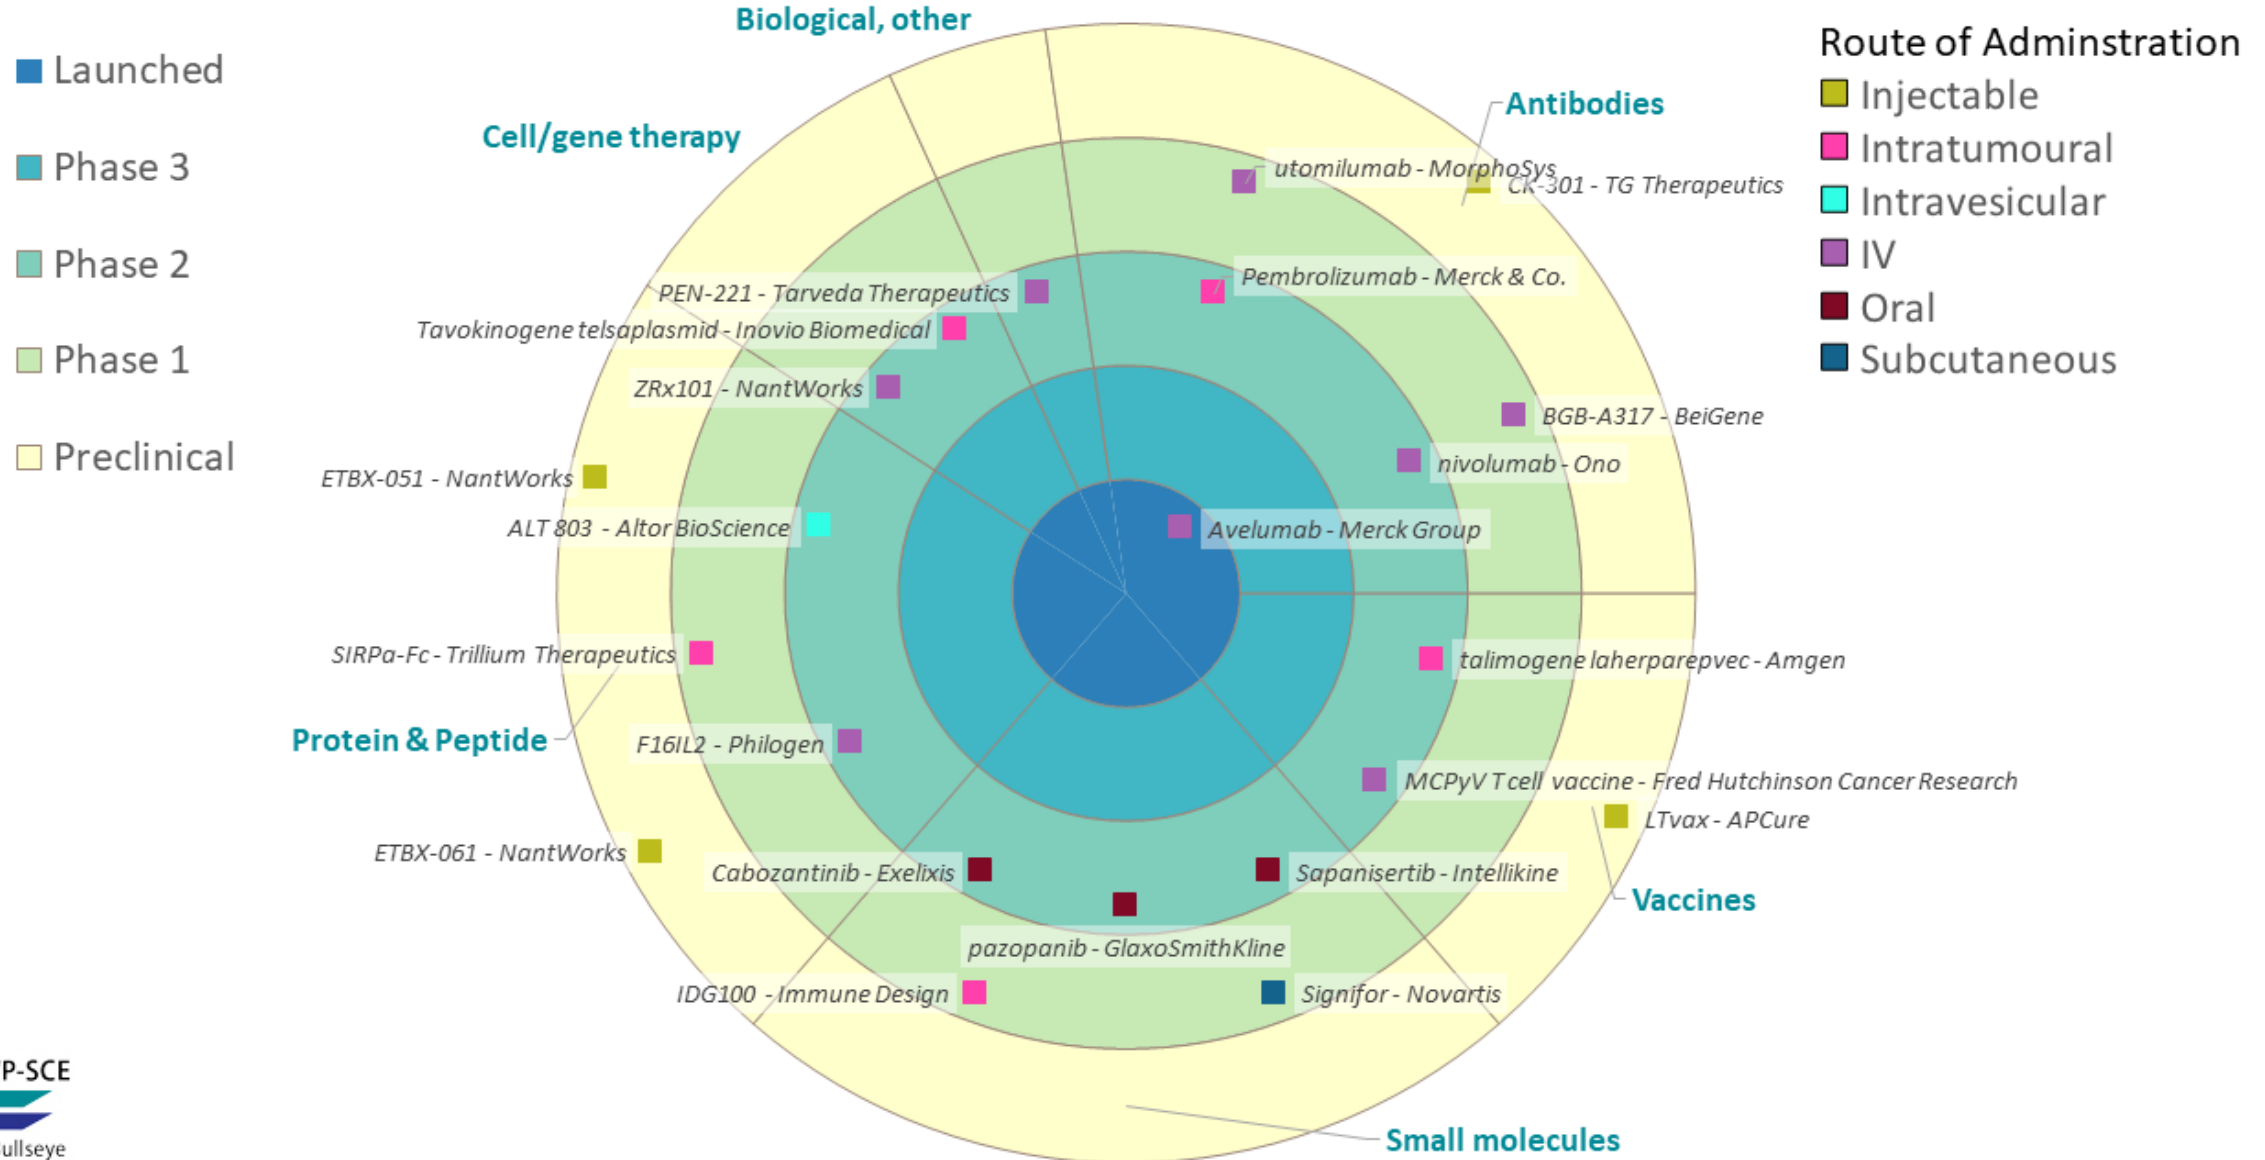 Biological, other
Launched
Phase 3
Phase 2
Phase 1
Preclinical
Cell/gene therapy
Antibodies
Route of Adminstration
Injectable
Intratumoural
Intravesicular
IV
Oral
Subcutaneous
utomilumab - MorphoSys
CK-301 - TG Therapeutics
Pembrolizumab - Merck & Co.
PEN-221 - Tarveda Therapeutics
Tavokinogene telsaplasmid - Inovio Biomedical
ZRx101 - NantWorks
BGB-A317 - BeiGene
nivolumab - Ono
ETBX-051 - NantWorks
ALT 803 - Altor BioScience
Avelumab - Merck Group
SIRPa-Fc - Trillium Therapeutics
talimogene laherparepvec - Amgen
Protein & Peptide
F16IL2 - Philogen
MCPyV T cell vaccine - Fred Hutchinson Cancer Research
LTvax - APCure
ETBX-061 - NantWorks
Cabozantinib - Exelixis
Sapanisertib - Intellikine
Vaccines
pazopanib - GlaxoSmithKline
IDG100 - Immune Design
Signifor - Novartis
Small molecules
P-SCE
ullseye